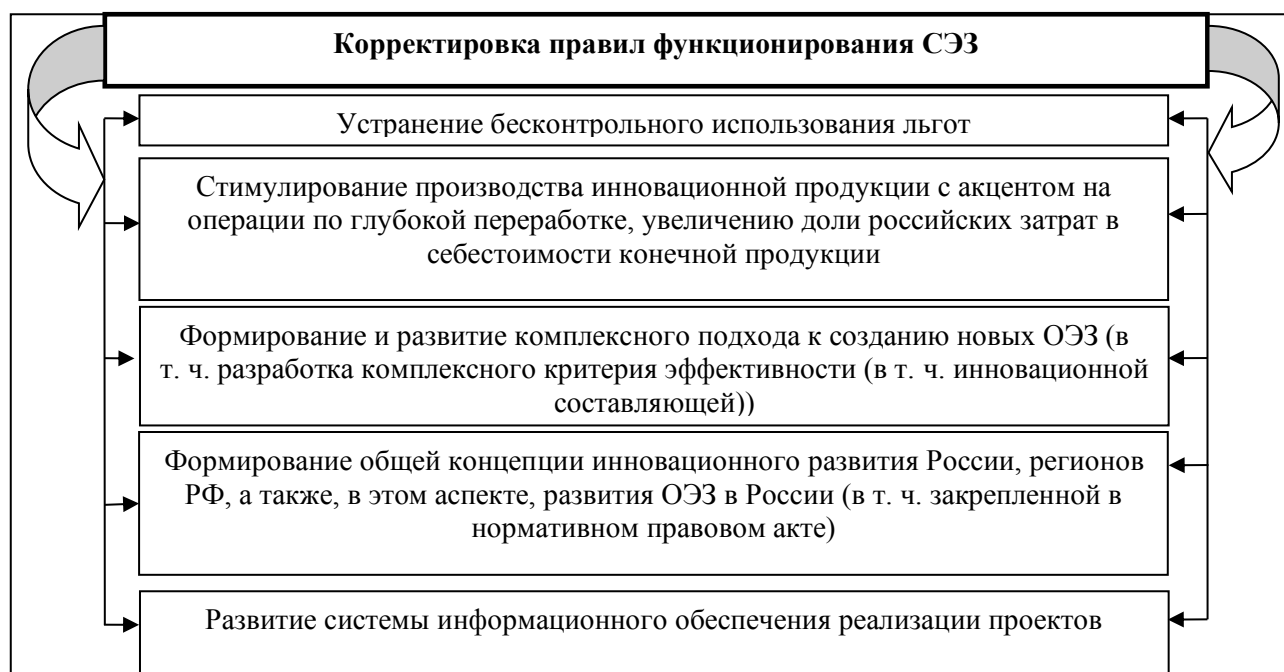 Корректировка правил функционирования СЭЗ
Устранение бесконтрольного использования льгот
Стимулирование производства инновационной продукции с акцентом на
операции по глубокой переработке, увеличению доли российских затрат в
себестоимости конечной продукции
Формирование и развитие комплексного подхода к созданию новых ОЭЗ (в
т. ч. разработка комплексного критерия эффективности (в т. ч. инновационной
составляющей))
Формирование общей концепции инновационного развития России, регионов
РФ, а также, в этом аспекте, развития ОЭЗ в России (в т. ч. закрепленной в
нормативном правовом акте)
Развитие системы информационного обеспечения реализации проектов